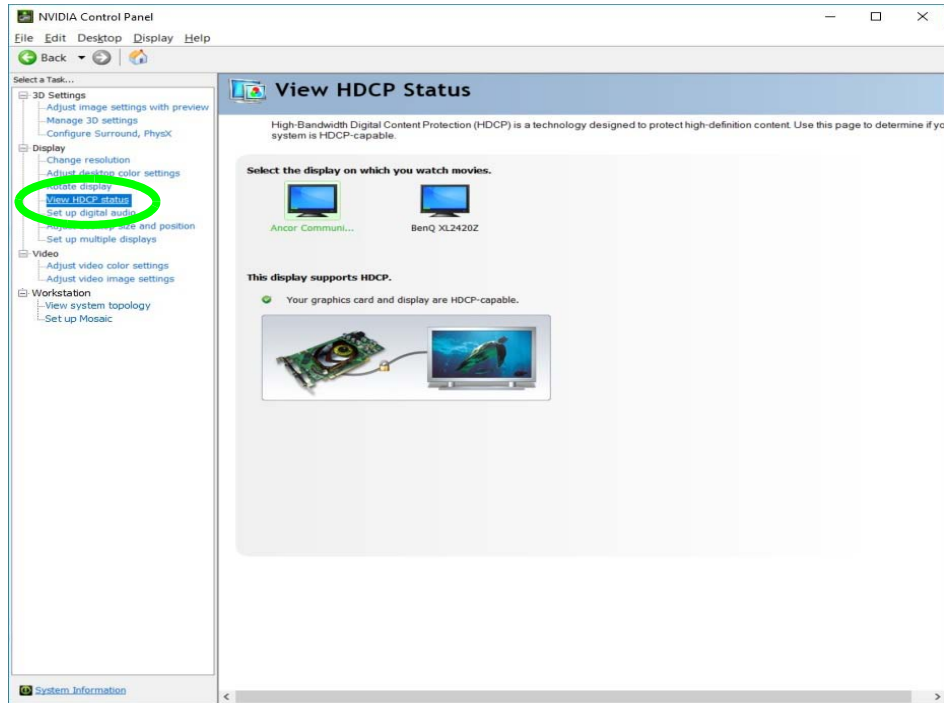 NVIDIA Control Panel
File Edit Desktop Display Help
Back
Select a Task...
3D Settings
Adjust image settings with preview
Manage 3D settings
Configure Surround, PhysX
Display
Change resolution
Adjust desktop color settings
Rotate display
View HDCP status
Set up digital audio
Adjust desktop size and position
Set up multiple displays
Video
Adjust video color settings
Adjust video image settings
Workstation
View system topology
Set up Mosaic
System Information
View HDCP Status
High-Bandwidth Digital Content Protection (HDCP) is a technology designed to protect high-definition content. Use this page to determine if yo
system is HDCP-capable.
Select the display on which you watch movies.
Ancor Communi... BenQ XL2420Z
This display supports HDCP.
Your graphics card and display are HDCP-capable.